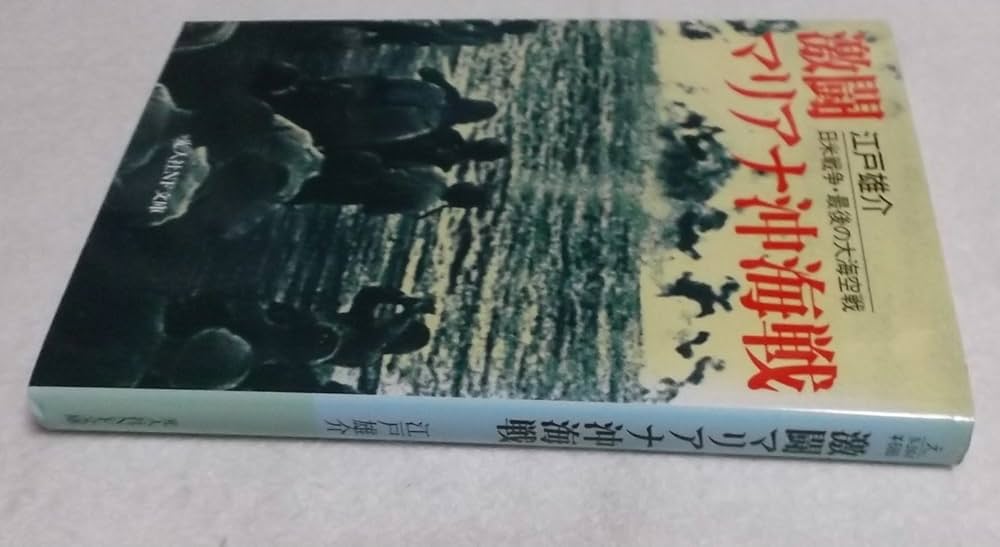 激闘
マリアナ沖海戦
江戸雄介
日米戦争・最後の大海空戦
光人社NF文庫
激闘マリアナ沖海戦
江戸雄介